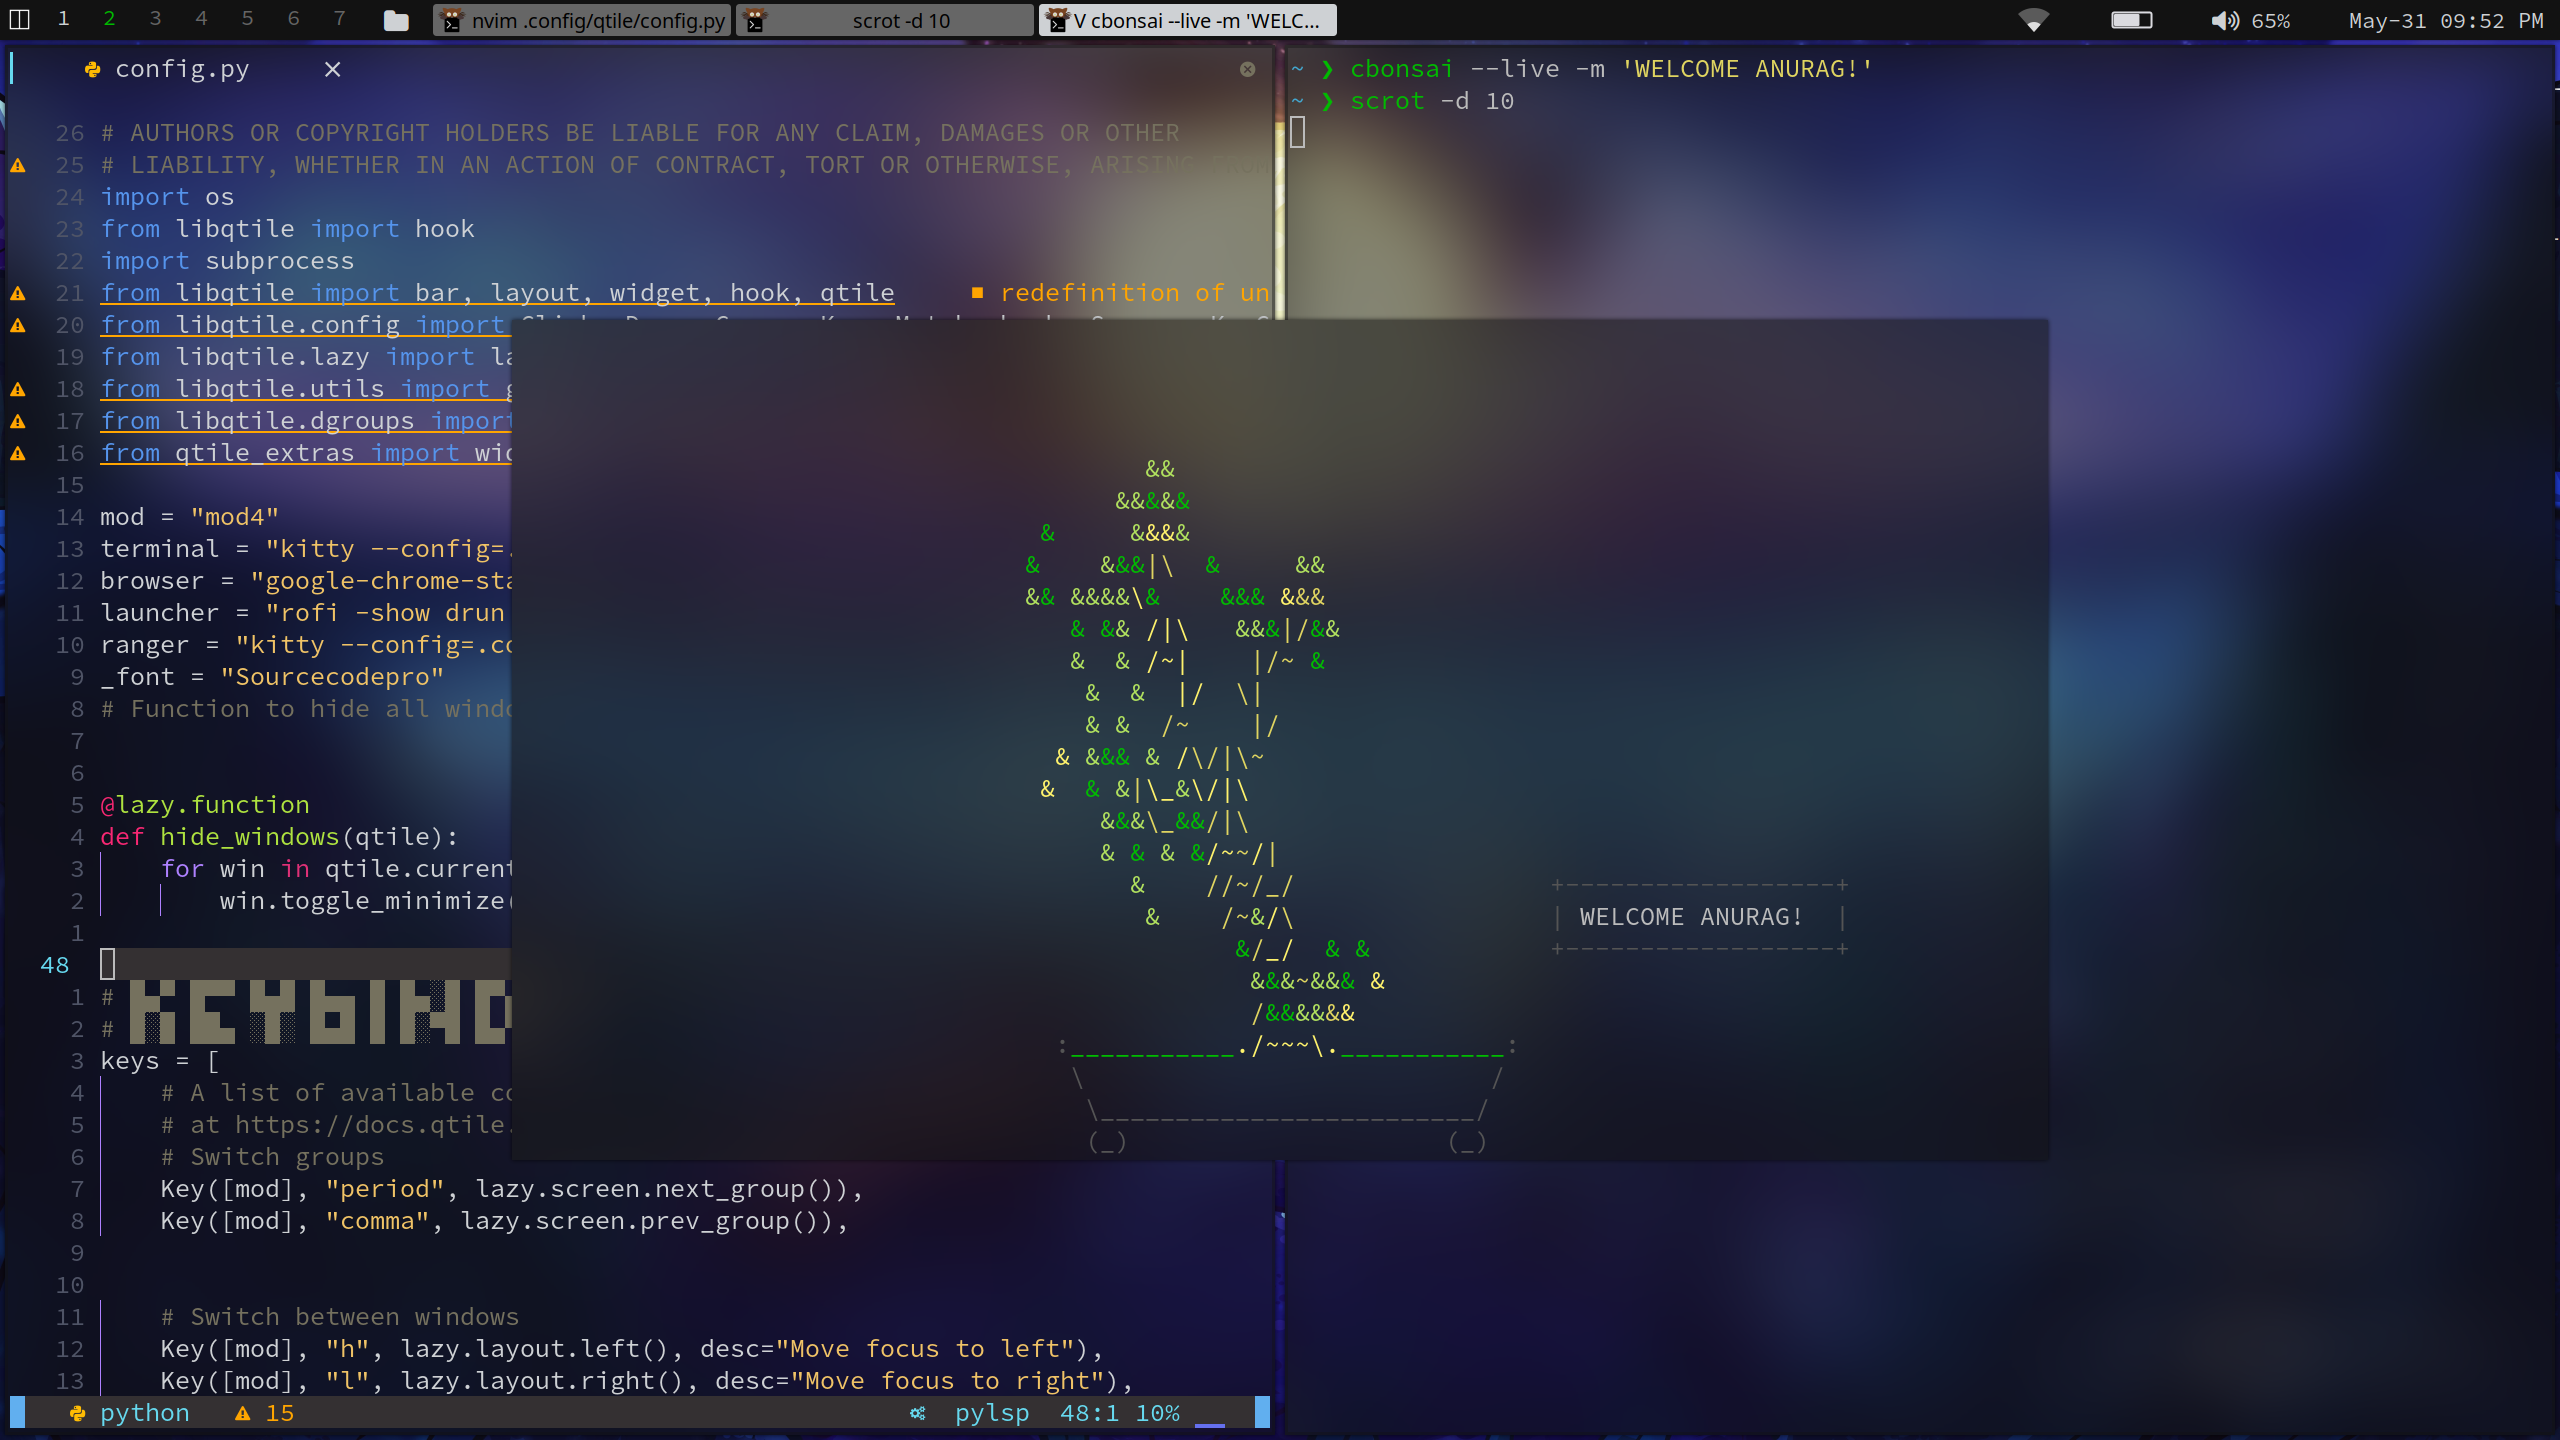 1 2 3 4 5 6 7 nvim .config/qtile/config.py scrot -d 10 V cbonsai --live -m 'WELC... 65% May-31 09:52 PM
config.py ×
26 # AUTHORS OR COPYRIGHT HOLDERS BE LIABLE FOR ANY CLAIM, DAMAGES OR OTHER
25 # LIABILITY, WHETHER IN AN ACTION OF CONTRACT, TORT OR OTHERWISE, ARISING FROM
24 import os
23 from libqtile import hook
22 import subprocess
21 from libqtile import bar, layout, widget, hook, qtile ■ redefinition of un
20 from libqtile.config import
19 from libqtile.lazy import la
18 from libqtile.utils import g
17 from libqtile.dgroups import
16 from qtile_extras import wid
15
14 mod = "mod4"
13 terminal = "kitty --config=.
12 browser = "google-chrome-sta
11 launcher = "rofi -show drun
10 ranger = "kitty --config=.co
9 _font = "Sourcecodepro"
8 # Function to hide all windo
7
6
5 @lazy.function
4 def hide_windows(qtile):
3 for win in qtile.current
2 win.toggle_minimize(
1
48
1 # KEYbIND
2 #
3 keys = [
4 # A list of available co
5 # at https://docs.qtile.
6 # Switch groups
7 Key([mod], "period", lazy.screen.next_group()),
8 Key([mod], "comma", lazy.screen.prev_group()),
9
10
11 # Switch between windows
12 Key([mod], "h", lazy.layout.left(), desc="Move focus to left"),
13 Key([mod], "l", lazy.layout.right(), desc="Move focus to right"),
python 15 pylsp 48:1 10% __
~ ❯ cbonsai --live -m 'WELCOME ANURAG!'
~ ❯ scrot -d 10
WELCOME ANURAG!